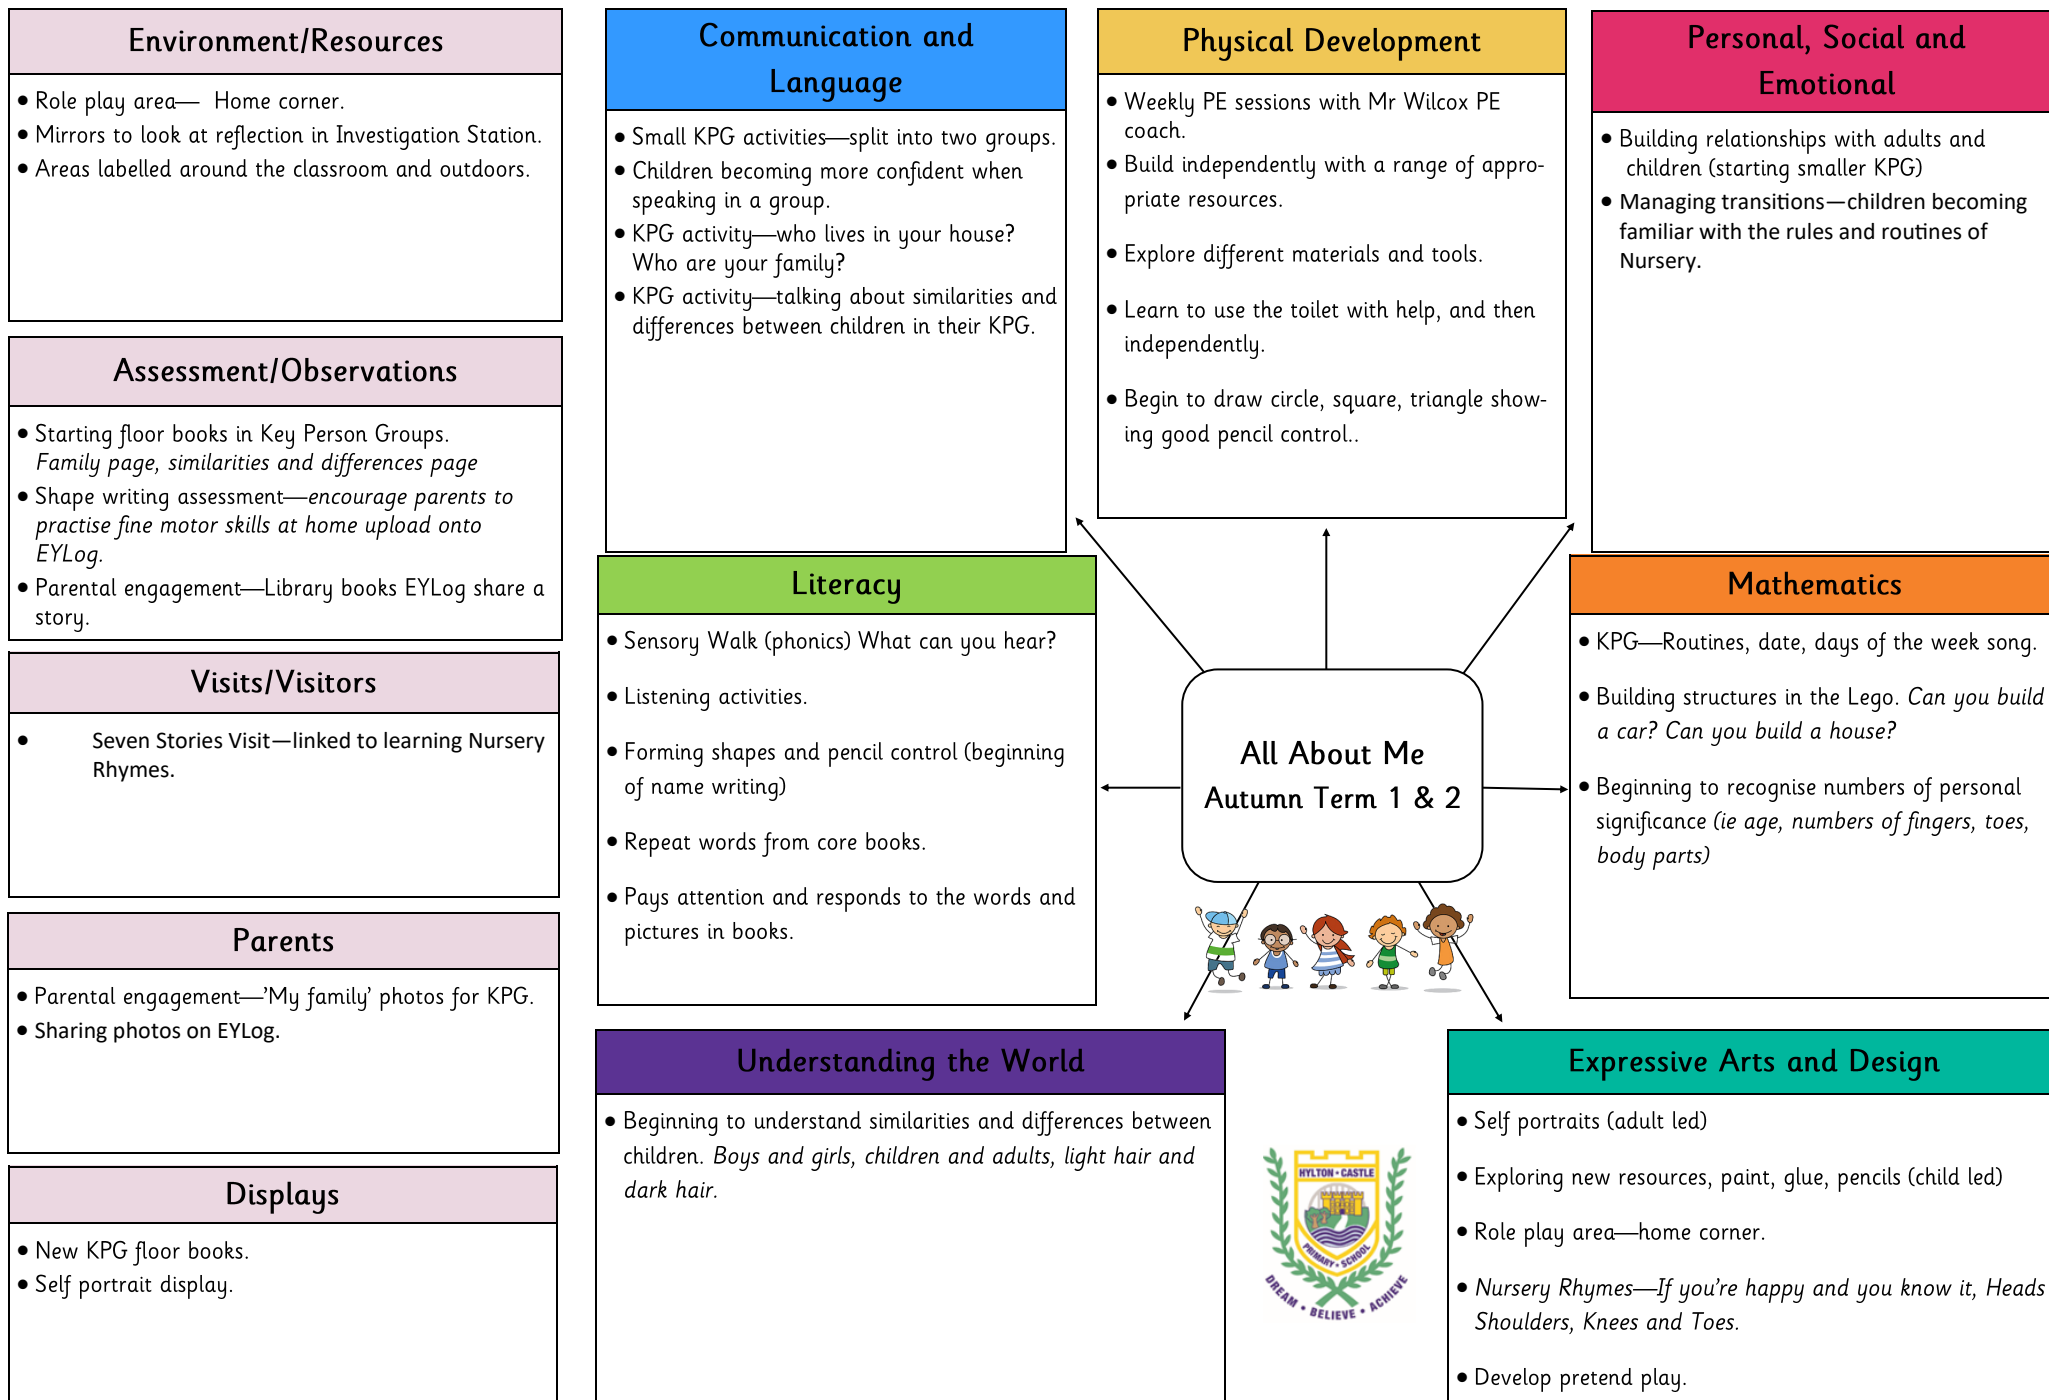 Environment/Resources
• Role play area— Home corner.
• Mirrors to look at reflection in Investigation Station.
• Areas labelled around the classroom and outdoors.
Assessment/Observations
• Starting floor books in Key Person Groups.
Family page, similarities and differences page
• Shape writing assessment—encourage parents to
practise fine motor skills at home upload onto
EYLog.
• Parental engagement—Library books EYLog share a
story.
Visits/Visitors
• Seven Stories Visit—linked to learning Nursery
Rhymes.
Parents
• Parental engagement—’My family’ photos for KPG.
• Sharing photos on EYLog.
Displays
• New KPG floor books.
• Self portrait display.
Communication and
Language
• Small KPG activities—split into two groups.
• Children becoming more confident when
speaking in a group.
• KPG activity—who lives in your house?
Who are your family?
• KPG activity—talking about similarities and
differences between children in their KPG.
Physical Development
• Weekly PE sessions with Mr Wilcox PE
coach.
• Build independently with a range of appro-
priate resources.
• Explore different materials and tools.
• Learn to use the toilet with help, and then
independently.
• Begin to draw circle, square, triangle show-
ing good pencil control..
Personal, Social and
Emotional
• Building relationships with adults and
children (starting smaller KPG)
• Managing transitions—children becoming
familiar with the rules and routines of
Nursery.
Literacy
• Sensory Walk (phonics) What can you hear?
• Listening activities.
• Forming shapes and pencil control (beginning
of name writing)
• Repeat words from core books.
• Pays attention and responds to the words and
pictures in books.
All About Me
Autumn Term 1 & 2
Mathematics
• KPG—Routines, date, days of the week song.
• Building structures in the Lego. Can you build
a car? Can you build a house?
• Beginning to recognise numbers of personal
significance (ie age, numbers of fingers, toes,
body parts)
Understanding the World
• Beginning to understand similarities and differences between
children. Boys and girls, children and adults, light hair and
dark hair.
HYLTON • CASTLE
PRIMARY • SCHOOL
DREAM • BELIEVE • ACHIEVE
Expressive Arts and Design
• Self portraits (adult led)
• Exploring new resources, paint, glue, pencils (child led)
• Role play area—home corner.
• Nursery Rhymes—If you’re happy and you know it, Heads
Shoulders, Knees and Toes.
• Develop pretend play.